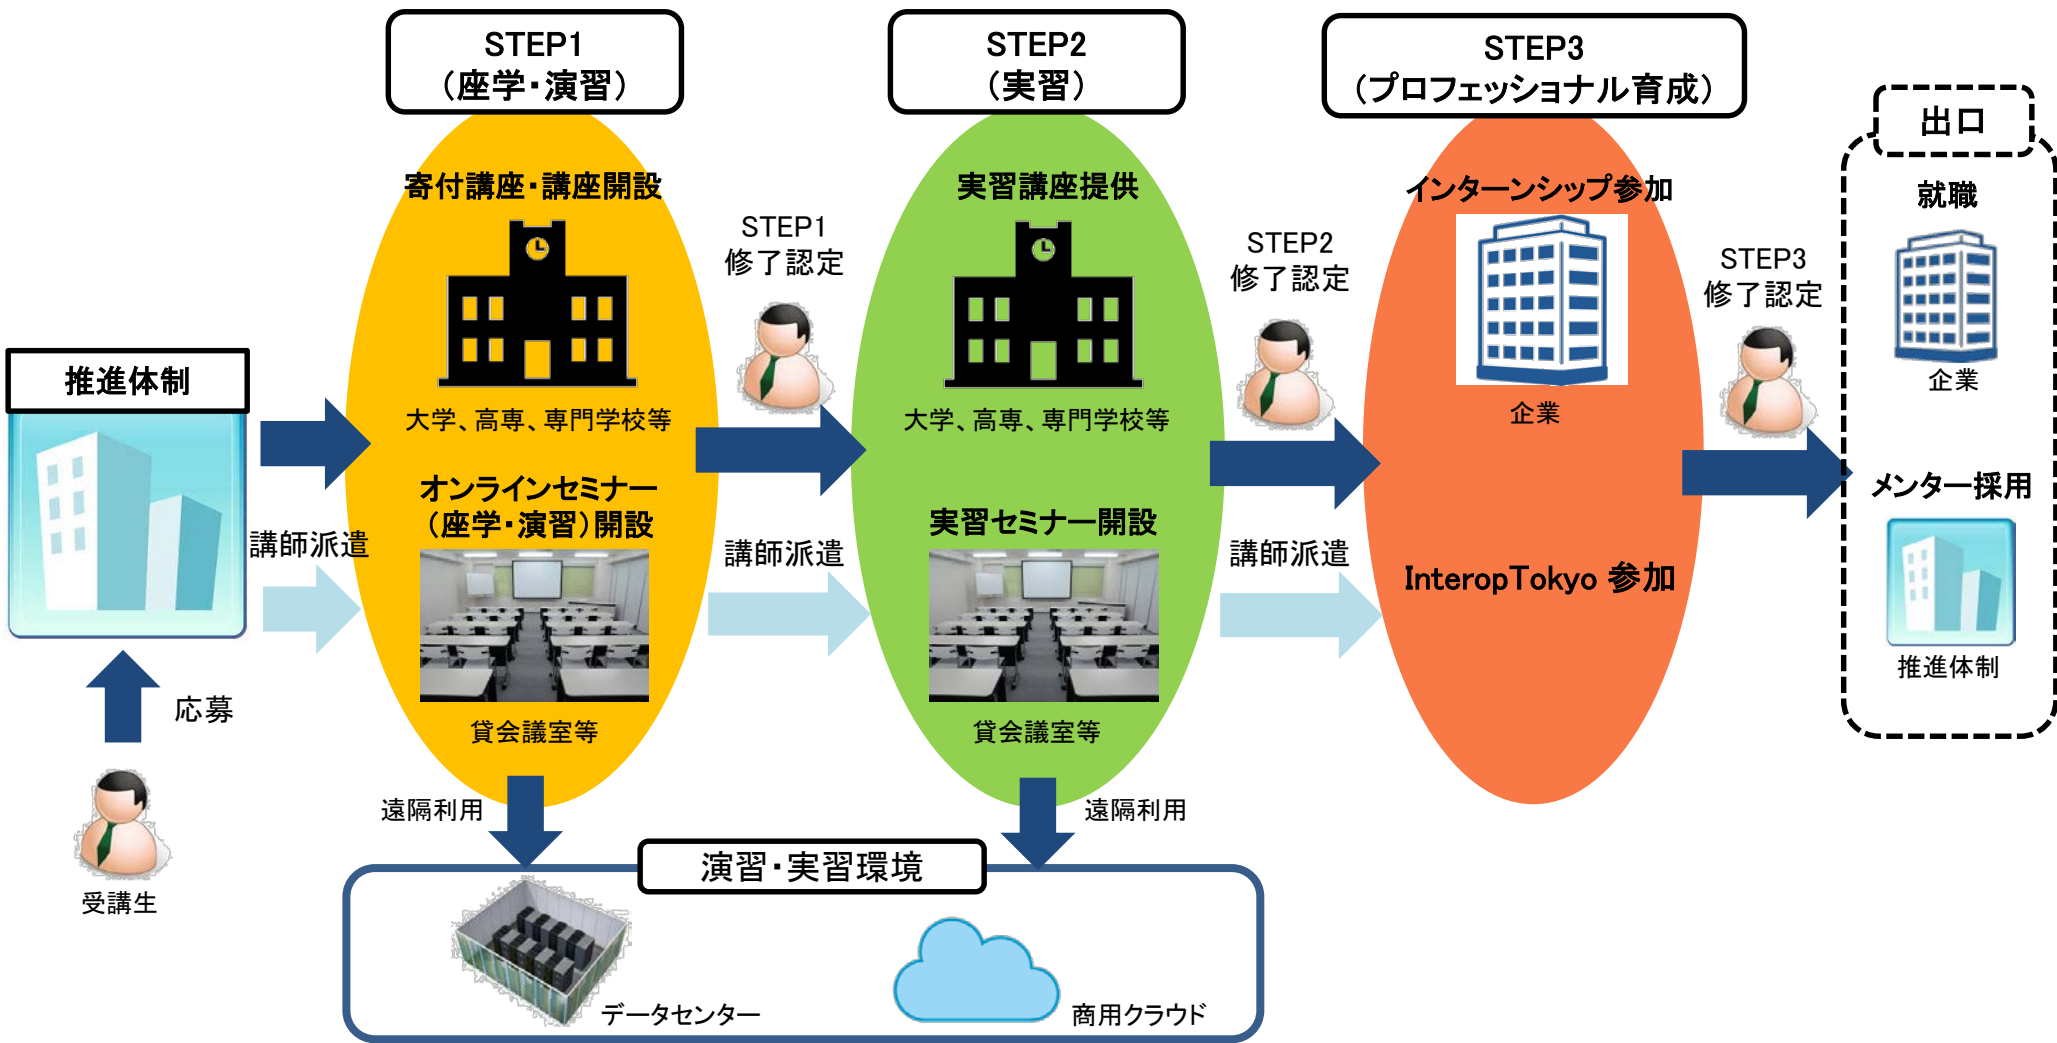 STEP1
(座学・演習)
STEP2
(実習)
STEP3
(プロフェッショナル育成)
出口
寄付講座・講座開設
実習講座提供
インターンシップ参加
就職
STEP1
修了認定
STEP2
修了認定
STEP3
修了認定
推進体制
大学、高専、専門学校等
大学、高専、専門学校等
企業
企業
オンラインセミナー
(座学・演習)開設
実習セミナー開設
メンター採用
講師派遣
講師派遣
講師派遣
InteropTokyo 参加
推進体制
応募
貸会議室等
貸会議室等
遠隔利用
遠隔利用
演習・実習環境
受講生
データセンター
商用クラウド